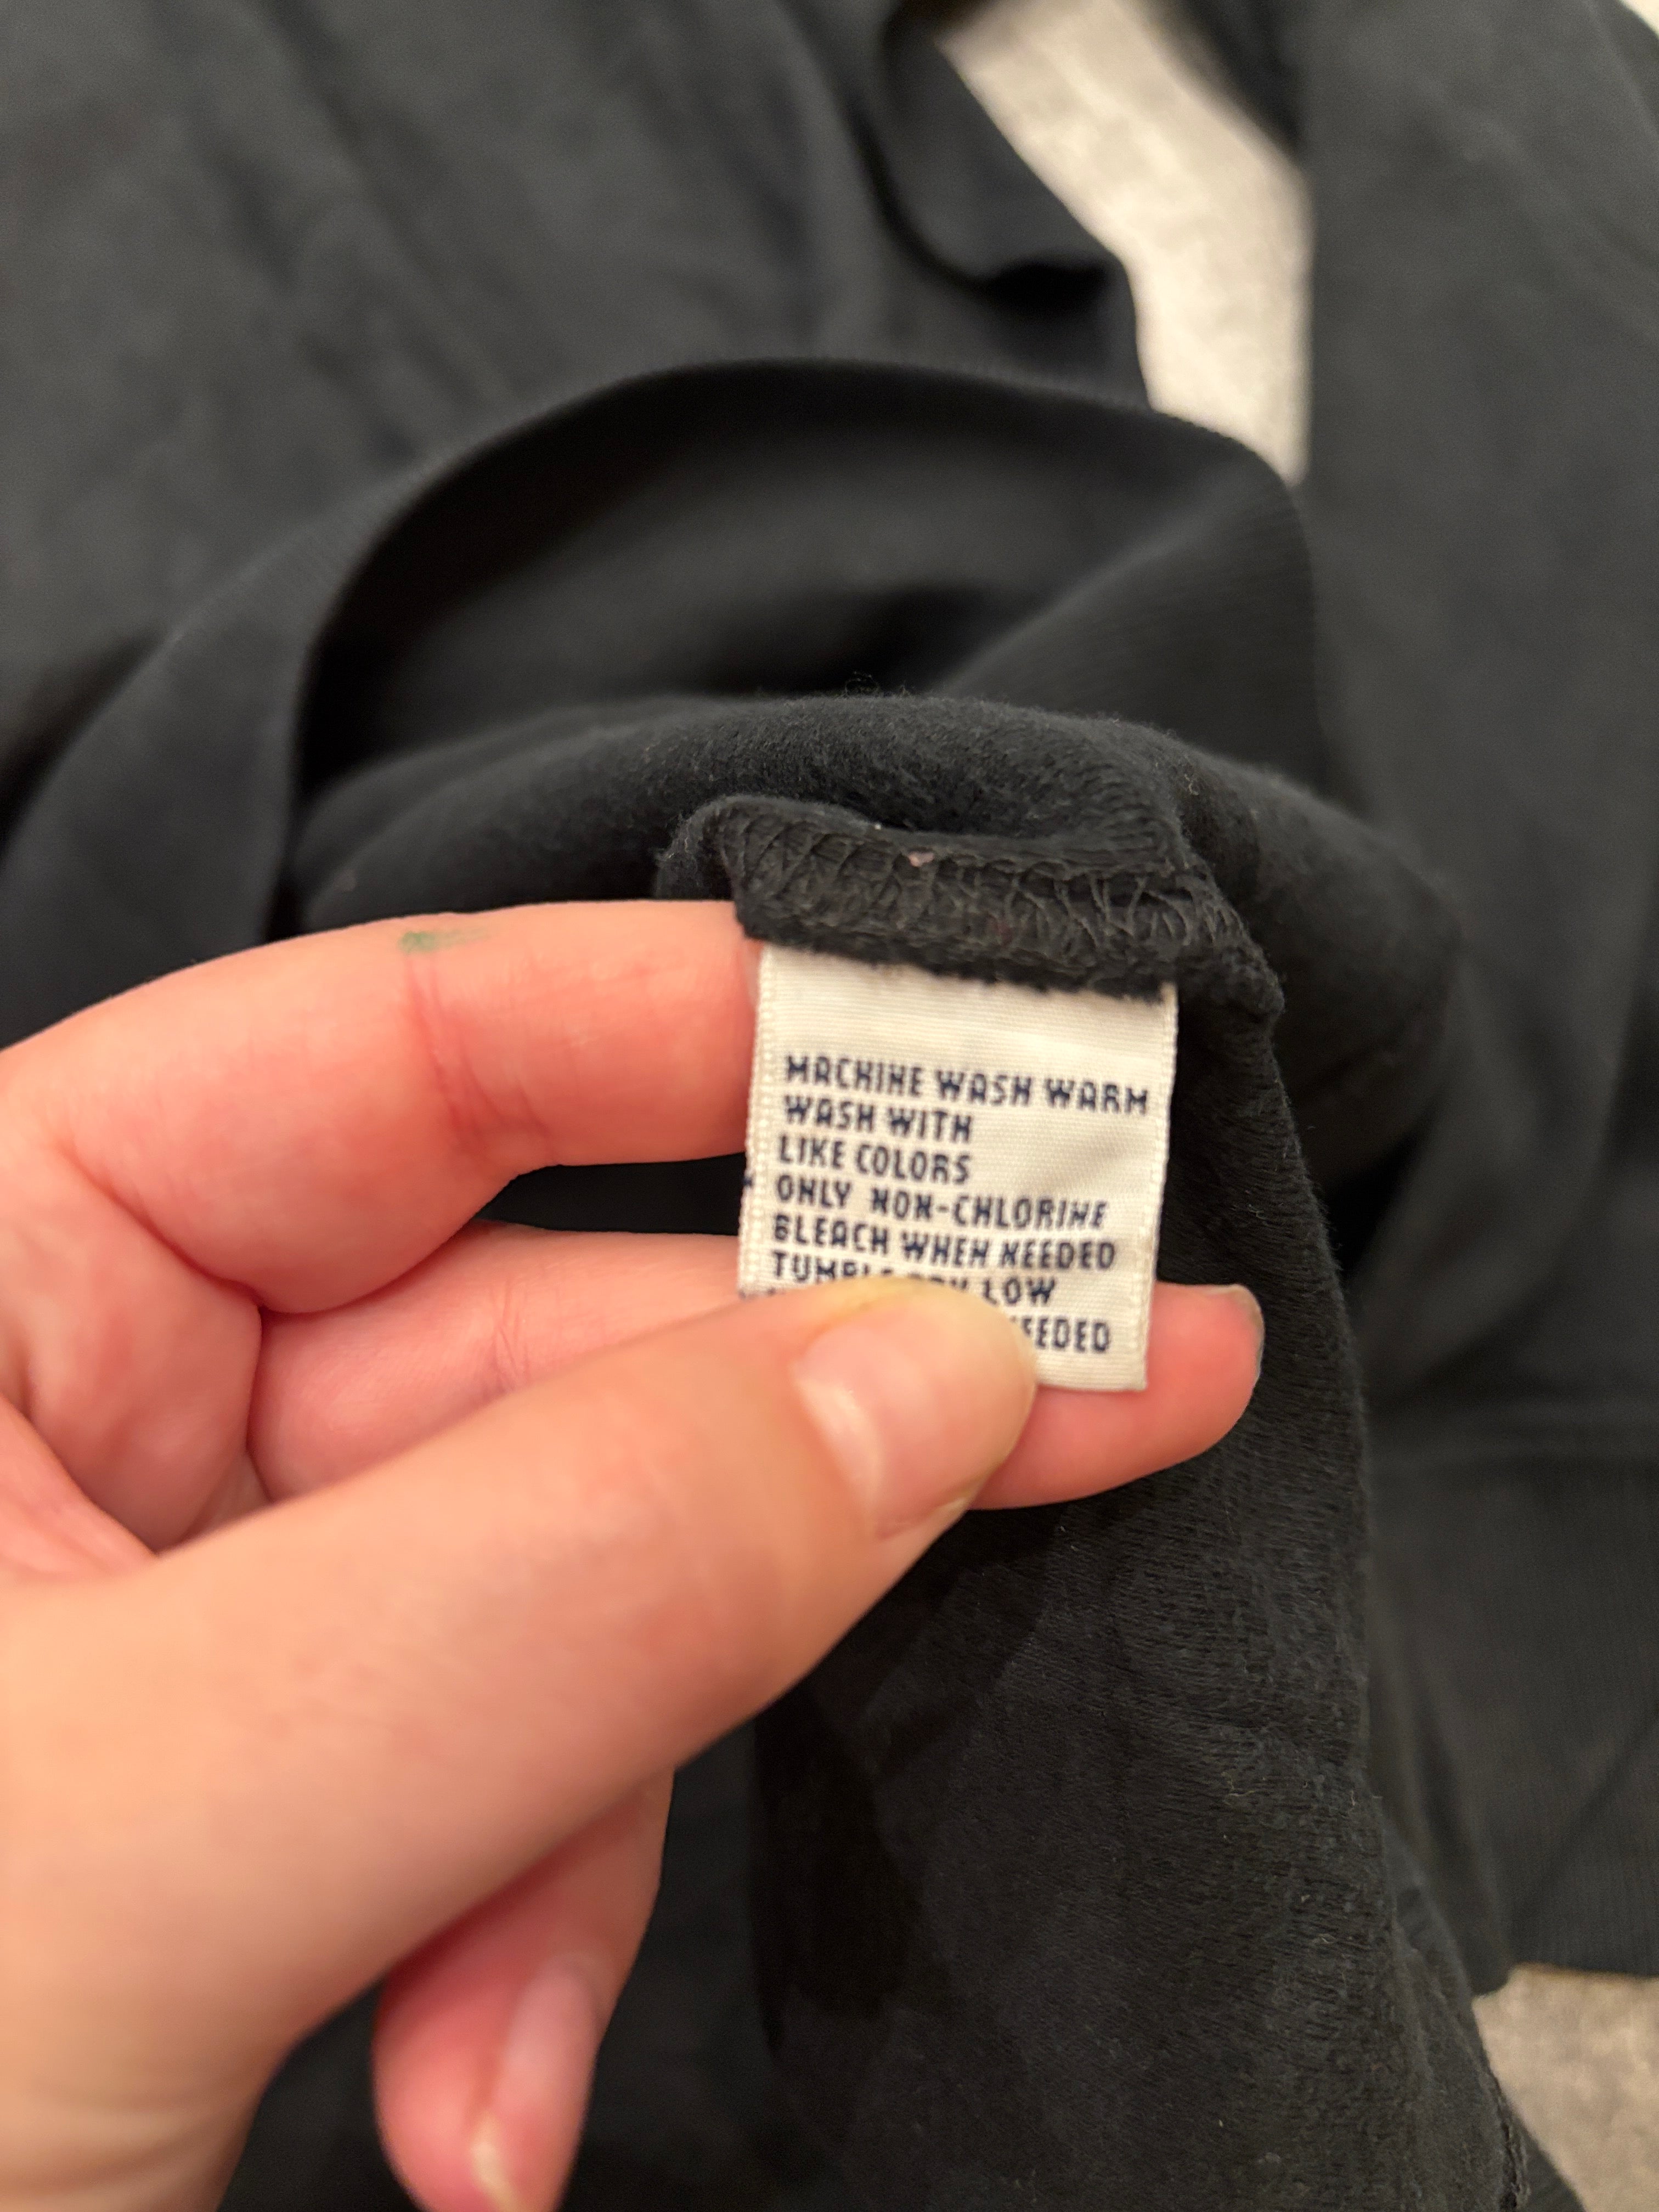 MACHINE WASH WARM
WASH WITH
LIKE COLORS
ONLY NON-CHLORINE
BLEACH WHEN NEEDED
TUMBLE DRY LOW